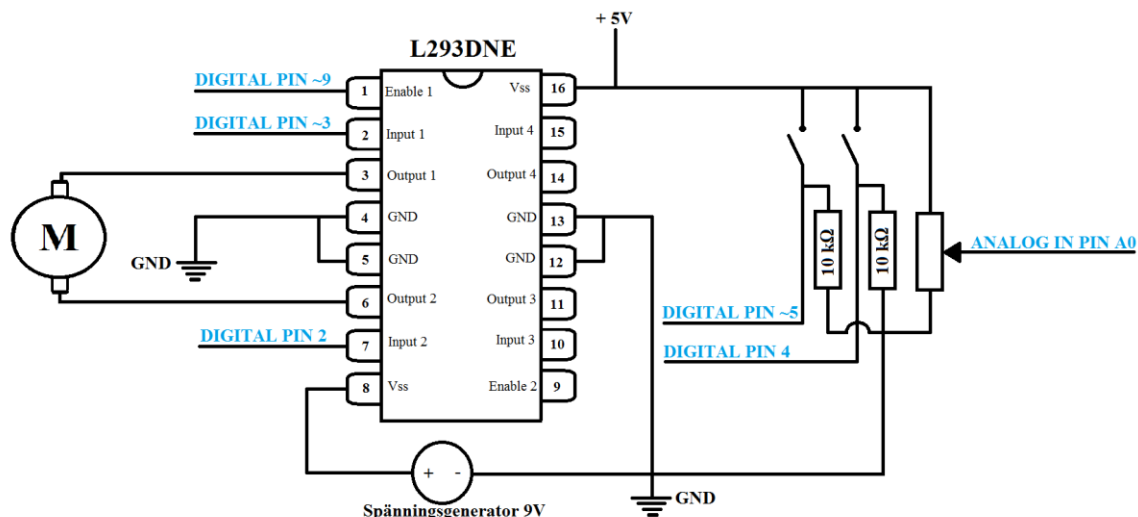 + 5V
L293DNE
DIGITAL PIN ~9
1 Enable 1
Vss 16
DIGITAL PIN ~3
2 Input 1
Input 4 15
3 Output 1
Output 4 14
4 GND
GND 13
M
GND
5 GND
GND 12
10 kΩ
10 kΩ
ANALOG IN PIN A0
6 Output 2
Output 3 11
DIGITAL PIN ~5
DIGITAL PIN 2
7 Input 2
Input 3 10
DIGITAL PIN 4
8 Vss
Enable 2 9
+ -
GND
Spänningsgenerator 9V